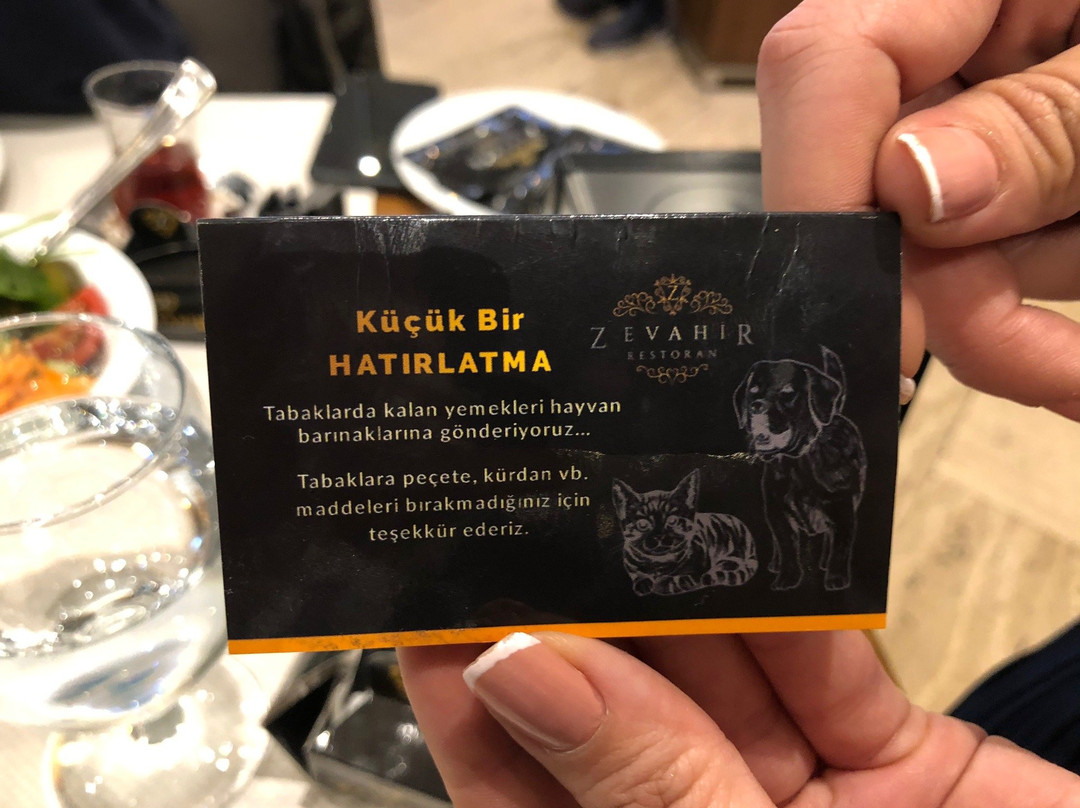 Küçük Bir
HATIRLATMA
Tabaklarda kalan yemekleri hayvan
barınaklarına gönderiyoruz...
Tabaklara peçete, kürdan vb.
maddeleri bırakmadığınız için
teşekkür ederiz.
Z
ZEVAHİR
RESTORAN